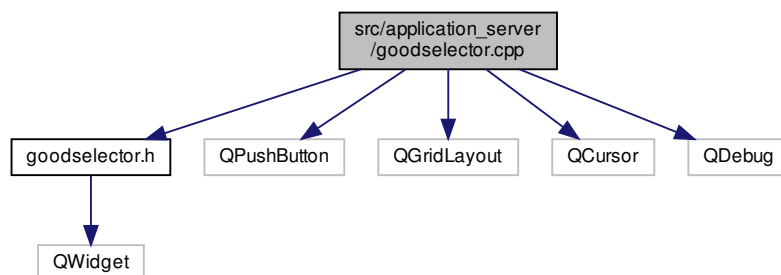 src/application_server
/goodselector.cpp
goodselector.h
QPushButton
QGridLayout
QCursor
QDebug
QWidget